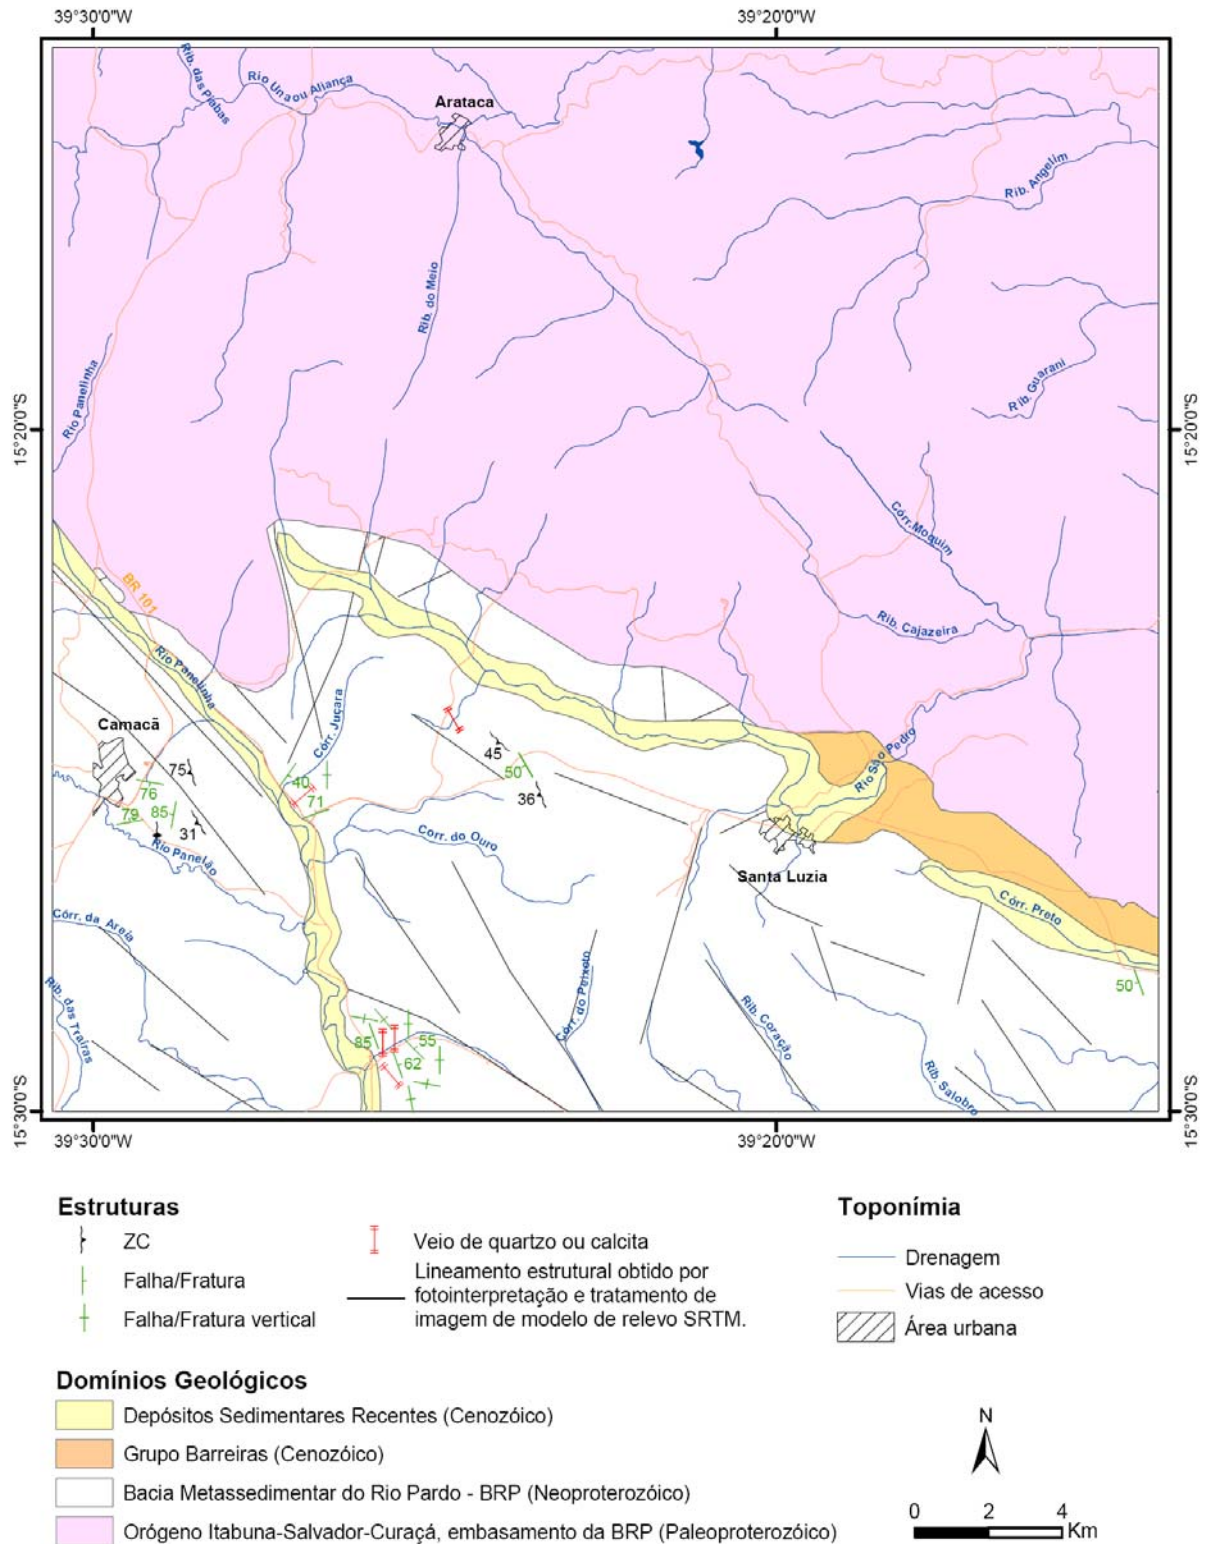 39°30'0"W
39°20'0"W
Rib. das Piabas
Rio Una ou Aliança
Arataca
Rib. Angelim
Rib. do Meio
Rio Panelinha
Rib. Guarani
15°20'0"S
15°20'0"S
Córr. Moquim
BR 101
Rib. Cajazeira
Rio Panelinha
Córr. Juçara
Camacã
Rio São Pedro
45
75
50
40
36
76
71
79
85
31
Corr. do Ouro
Rio Panelão
Santa Luzia
Córr. Preto
Córr. da Areia
Córr. do Peixoto
Rib. das Traíras
50
Rib. Coração
85
55
62
Rib. Salobro
15°30'0"S
15°30'0"S
39°30'0"W
39°20'0"W
Estruturas
ZC
Falha/Fratura
Falha/Fratura vertical
Veio de quartzo ou calcita
Lineamento estrutural obtido por
fotointerpretação e tratamento de
imagem de modelo de relevo SRTM.
Toponímia
Drenagem
Vias de acesso
Área urbana
Domínios Geológicos
Depósitos Sedimentares Recentes (Cenozóico)
Grupo Barreiras (Cenozóico)
Bacia Metassedimentar do Rio Pardo - BRP (Neoproterozóico)
Orógeno Itabuna-Salvador-Curaçá, embasamento da BRP (Paleoproterozóico)
N
0 2 4
Km